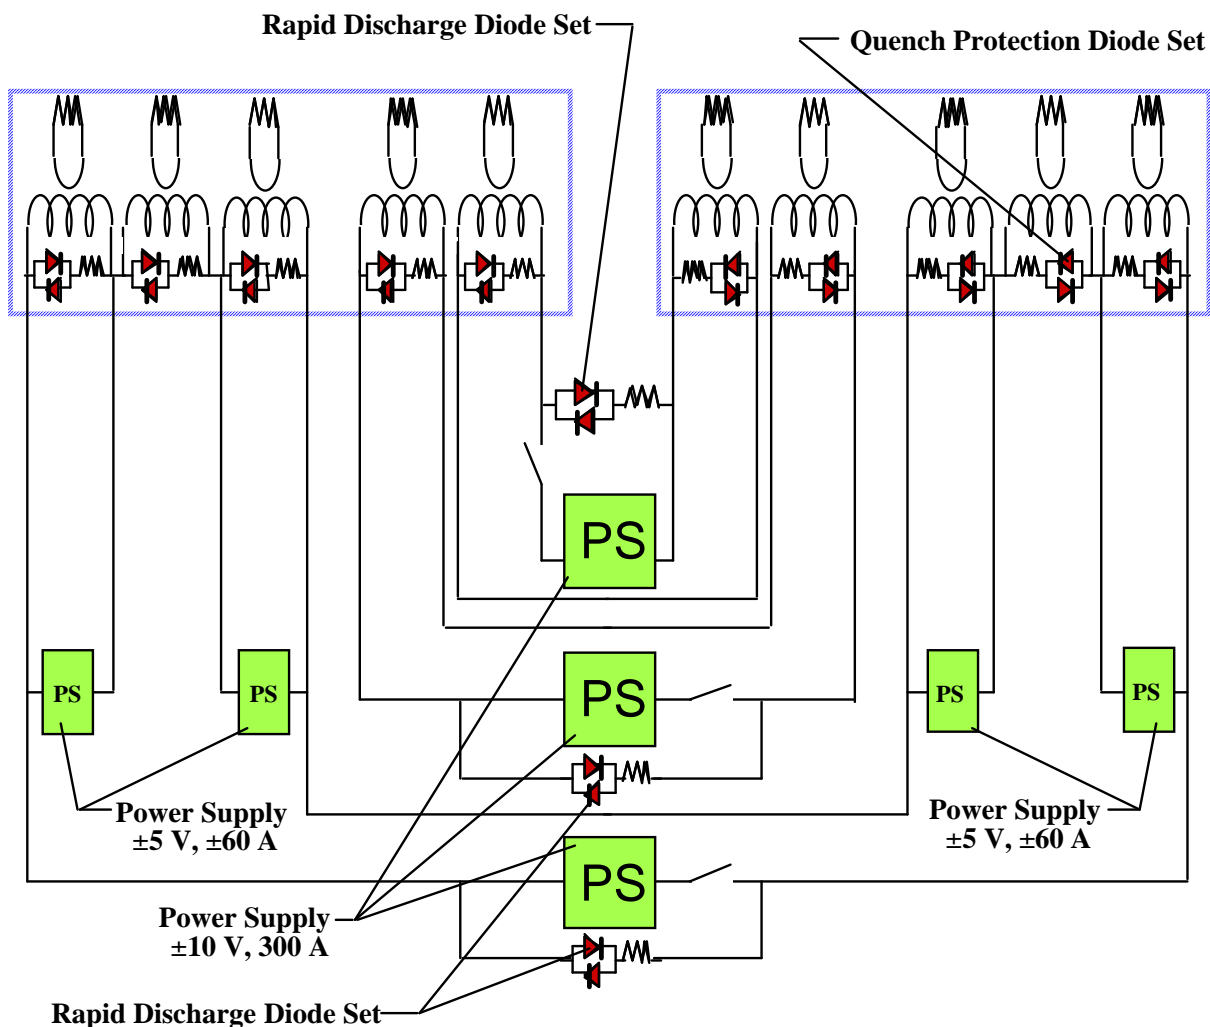 Rapid Discharge Diode Set
Quench Protection Diode Set
PS
PS
PS
PS
PS
PS
PS
Power Supply
±5 V, ±60 A
Power Supply
±5 V, ±60 A
Power Supply
±10 V, 300 A
Rapid Discharge Diode Set